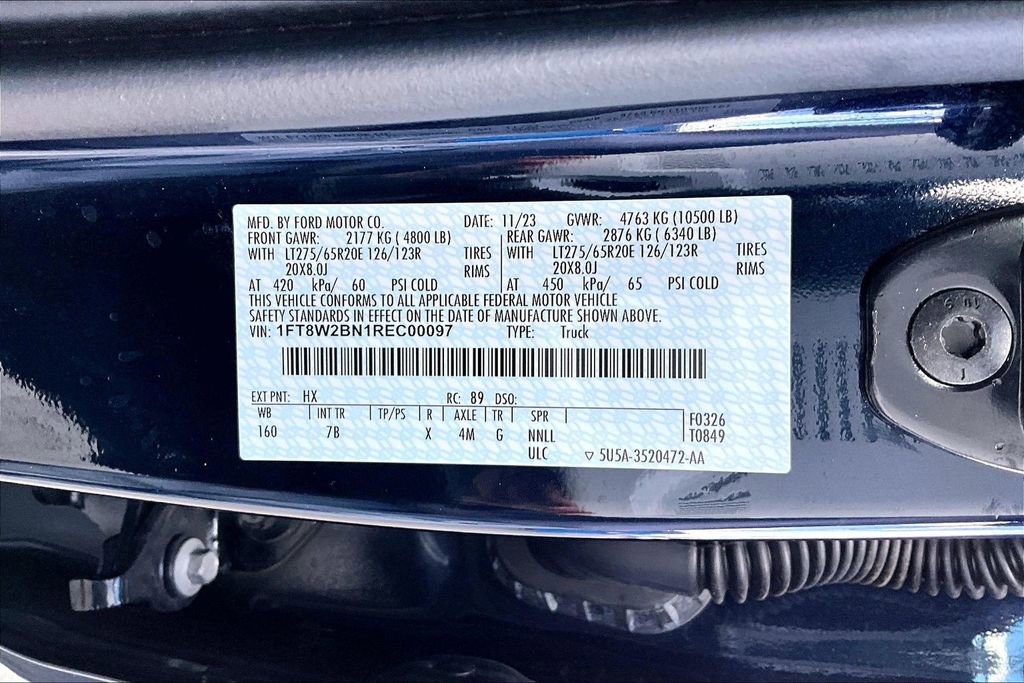 MFD. BY FORD MOTOR CO. DATE: 11/23 GVWR: 4763 KG (10500 LB)
FRONT GAWR: 2177 KG ( 4800 LB) REAR GAWR: 2876 KG ( 6340 LB)
WITH LT275/65R20E 126/123R TIRES WITH LT275/65R20E 126/123R TIRES
20X8.0J RIMS 20X8.0J RIMS
AT 420 kPa/ 60 PSI COLD AT 450 kPa/ 65 PSI COLD
THIS VEHICLE CONFORMS TO ALL APPLICABLE FEDERAL MOTOR VEHICLE
SAFETY STANDARDS IN EFFECT ON THE DATE OF MANUFACTURE SHOWN ABOVE.
VIN: 1FT8W2BN1REC00097 TYPE: Truck
EXT PNT: HX RC: 89 DSO:
WB INT TR TP/PS R AXLE TR SPR F0326
160 7B X 4M G NNLL T0849
ULC ▽ 5U5A-3520472-AA